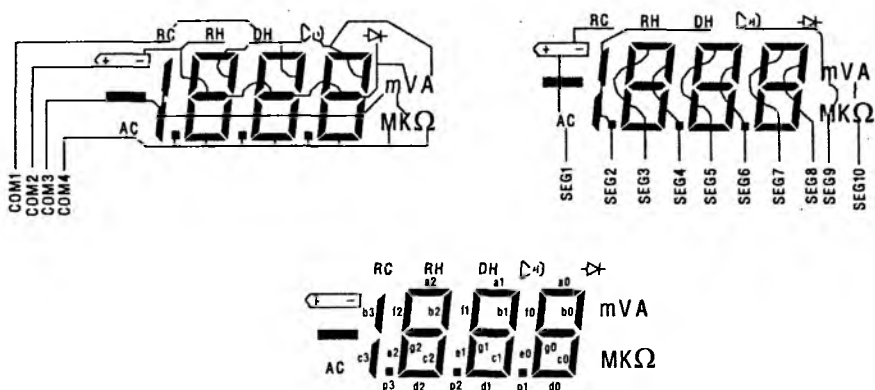 RC RH DH
RC RH DH
+ −
+ −
mVA
mVA
AC
MKΩ
AC
MKΩ
COM1
COM2
COM3
COM4
SEG1
SEG2
SEG3
SEG4
SEG5
SEG6
SEG7
SEG8
SEG9
SEG10
RC RH DH
a2 a1 a0
+ −
b3 f2 b2 f1 b1 f0 b0 mVA
AC c3 e2 g2 c2 e1 g1 c1 e0 g0 c0 MKΩ
p3 d2 p2 d1 p1 d0